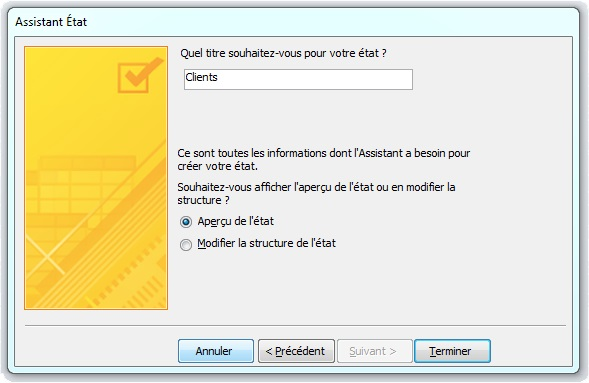 Assistant État
Quel titre souhaitez-vous pour votre état ?
Clients
Ce sont toutes les informations dont l'Assistant a besoin pour
créer votre état.
Souhaitez-vous afficher l'aperçu de l'état ou en modifier la
structure ?
Aperçu de l'état
Modifier la structure de l'état
Annuler
< Précédent
Suivant >
Terminer